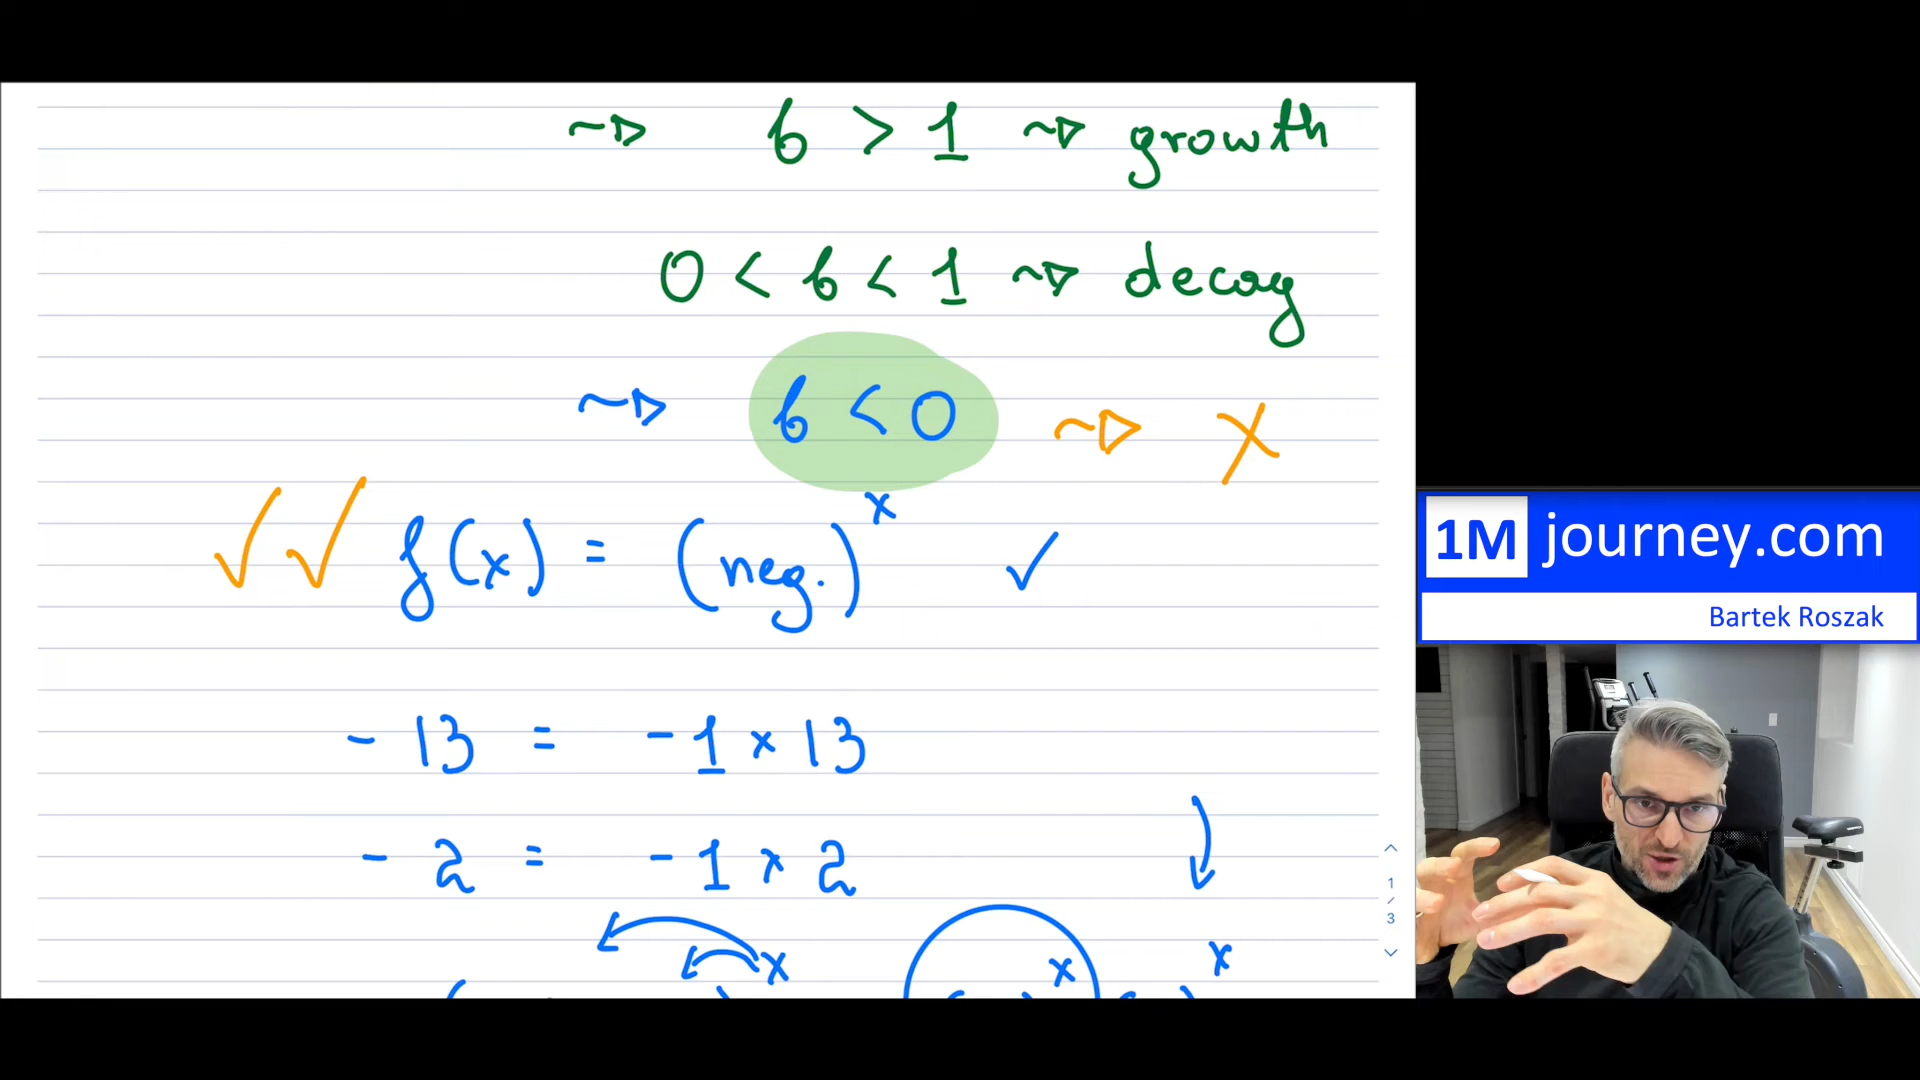 ~▷ b > 1 ~▷ growth
0 < b < 1 ~▷ decay
~▷ b < 0 ~▷ X
✓✓ f(x) = (neg.)ˣ ✓
- 13 = - 1 x 13
- 2 = - 1 x 2
x x x
1M journey.com
Bartek Roszak
1
/
3